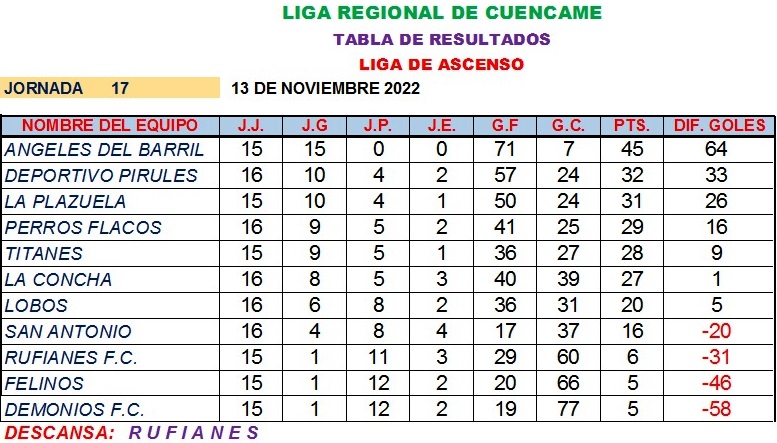 LIGA REGIONAL DE CUENCAME
TABLA DE RESULTADOS
LIGA DE ASCENSO
JORNADA 17 13 DE NOVIEMBRE 2022
NOMBRE DEL EQUIPO J.J. J.G J.P. J.E. G.F G.C. PTS. DIF. GOLES
ANGELES DEL BARRIL 15 15 0 0 71 7 45 64
DEPORTIVO PIRULES 16 10 4 2 57 24 32 33
LA PLAZUELA 15 10 4 1 50 24 31 26
PERROS FLACOS 16 9 5 2 41 25 29 16
TITANES 15 9 5 1 36 27 28 9
LA CONCHA 16 8 5 3 40 39 27 1
LOBOS 16 6 8 2 36 31 20 5
SAN ANTONIO 16 4 8 4 17 37 16 -20
RUFIANES F.C. 15 1 11 3 29 60 6 -31
FELINOS 15 1 12 2 20 66 5 -46
DEMONIOS F.C. 15 1 12 2 19 77 5 -58
DESCANSA: R U F I A N E S